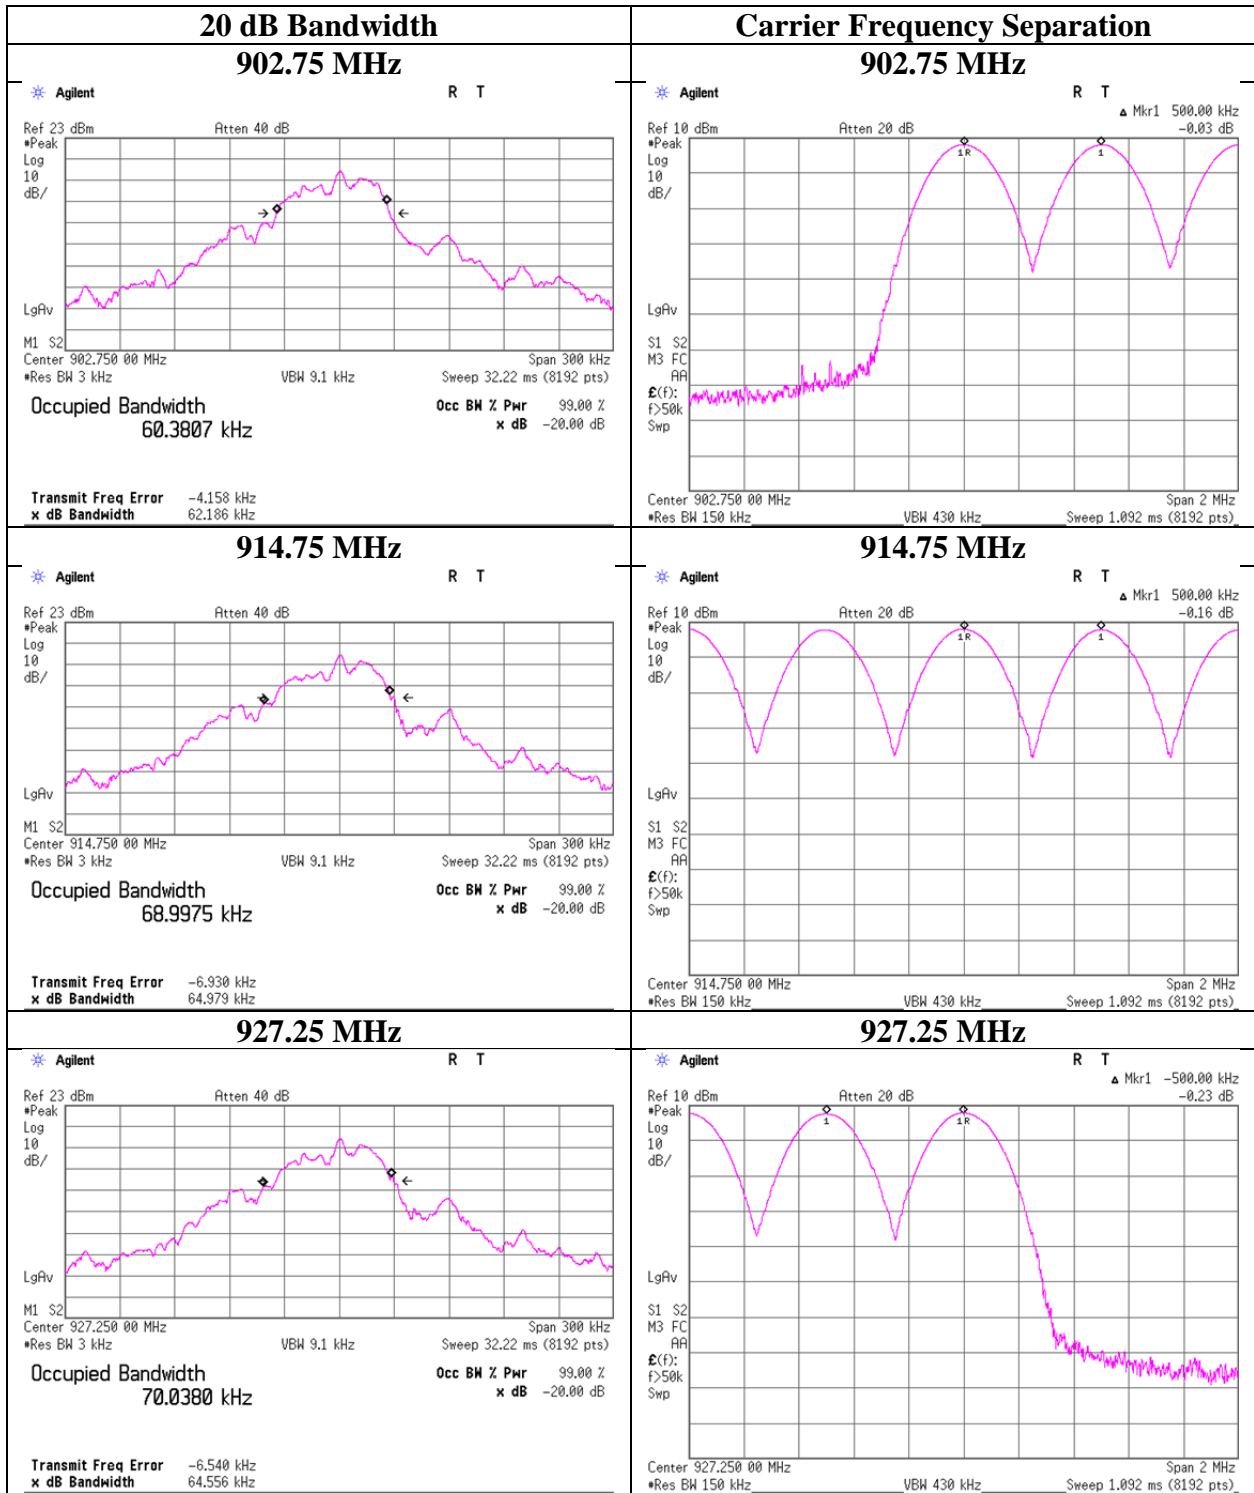 20 dB Bandwidth
Carrier Frequency Separation
902.75 MHz
Agilent R T
Ref 23 dBm Atten 40 dB
#Peak
Log
10
dB/
LgAv
M1 S2
Center 902.750 00 MHz Span 300 kHz
#Res BW 3 kHz VBW 9.1 kHz Sweep 32.22 ms (8192 pts)
Occupied Bandwidth Occ BW % Pwr 99.00 %
60.3807 kHz x dB -20.00 dB
Transmit Freq Error -4.158 kHz
x dB Bandwidth 62.186 kHz
902.75 MHz
Agilent R T
Δ Mkr1 500.00 kHz
Ref 10 dBm Atten 20 dB -0.03 dB
#Peak
Log
10
dB/
1R 1
LgAv
S1 S2
M3 FC
AA
£(f):
f>50k
Swp
Center 902.750 00 MHz Span 2 MHz
#Res BW 150 kHz VBW 430 kHz Sweep 1.092 ms (8192 pts)
914.75 MHz
Agilent R T
Ref 23 dBm Atten 40 dB
#Peak
Log
10
dB/
LgAv
M1 S2
Center 914.750 00 MHz Span 300 kHz
#Res BW 3 kHz VBW 9.1 kHz Sweep 32.22 ms (8192 pts)
Occupied Bandwidth Occ BW % Pwr 99.00 %
68.9975 kHz x dB -20.00 dB
Transmit Freq Error -6.930 kHz
x dB Bandwidth 64.979 kHz
914.75 MHz
Agilent R T
Δ Mkr1 500.00 kHz
Ref 10 dBm Atten 20 dB -0.16 dB
#Peak
Log
10
dB/
1R 1
LgAv
S1 S2
M3 FC
AA
£(f):
f>50k
Swp
Center 914.750 00 MHz Span 2 MHz
#Res BW 150 kHz VBW 430 kHz Sweep 1.092 ms (8192 pts)
927.25 MHz
Agilent R T
Ref 23 dBm Atten 40 dB
#Peak
Log
10
dB/
LgAv
M1 S2
Center 927.250 00 MHz Span 300 kHz
#Res BW 3 kHz VBW 9.1 kHz Sweep 32.22 ms (8192 pts)
Occupied Bandwidth Occ BW % Pwr 99.00 %
70.0380 kHz x dB -20.00 dB
Transmit Freq Error -6.540 kHz
x dB Bandwidth 64.556 kHz
927.25 MHz
Agilent R T
Δ Mkr1 -500.00 kHz
Ref 10 dBm Atten 20 dB -0.23 dB
#Peak
Log
10
dB/
1 1R
LgAv
S1 S2
M3 FC
AA
£(f):
f>50k
Swp
Center 927.250 00 MHz Span 2 MHz
#Res BW 150 kHz VBW 430 kHz Sweep 1.092 ms (8192 pts)